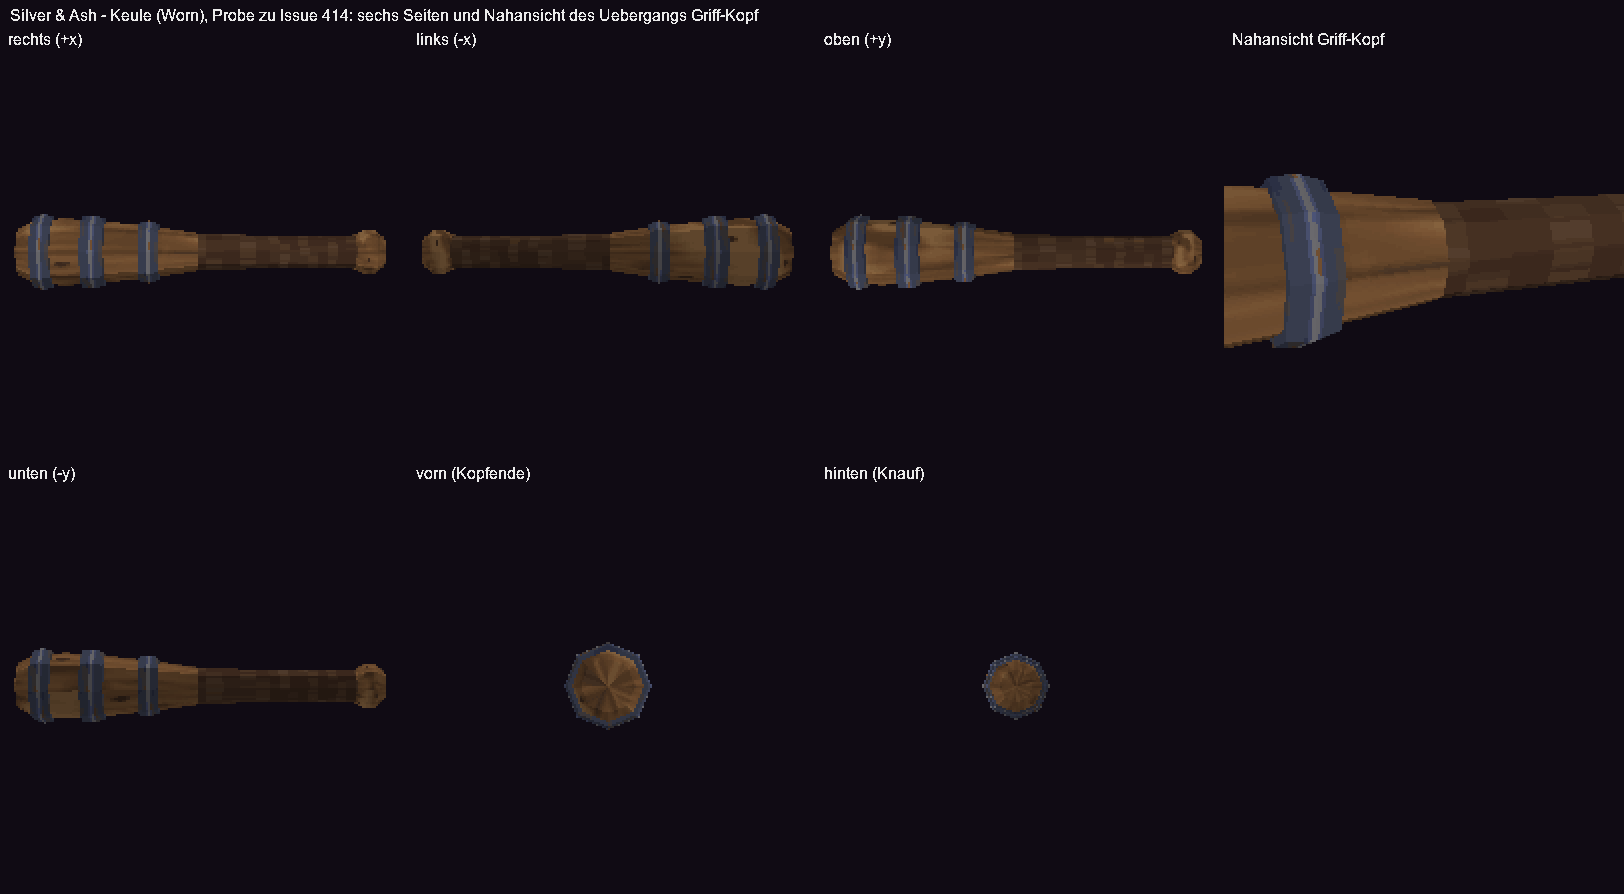 Silver & Ash - Keule (Worn), Probe zu Issue 414: sechs Seiten und Nahansicht des Uebergangs Griff-Kopf
rechts (+x)
links (-x)
oben (+y)
Nahansicht Griff-Kopf
unten (-y)
vorn (Kopfende)
hinten (Knauf)